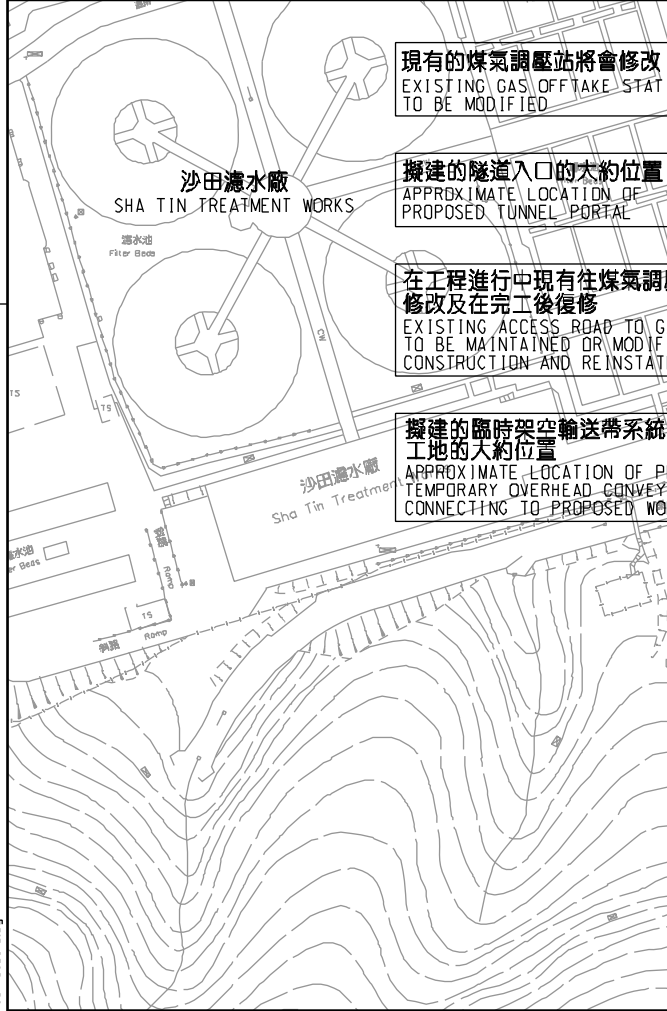 現有的煤氣調壓站將會修改
EXISTING GAS OFFTAKE STAT
TO BE MODIFIED
擬建的隧道入口的大約位置
APPROXIMATE LOCATION OF
PROPOSED TUNNEL PORTAL
沙田濾水廠
SHA TIN TREATMENT WORKS
濾水池
Filter Beds
在工程進行中現有往煤氣調
修改及在完工後復修
EXISTING ACCESS ROAD TO G
TO BE MAINTAINED OR MODIF
CONSTRUCTION AND REINSTAT
CW
TS
TS
擬建的臨時架空輸送帶系統
工地的大約位置
APPROXIMATE LOCATION OF P
TEMPORARY OVERHEAD CONVEY
CONNECTING TO PROPOSED WO
沙田濾水廠
Sha Tin Treatment
斜路
Ramp
濾水池
er Beds
TS
斜路
Ramp